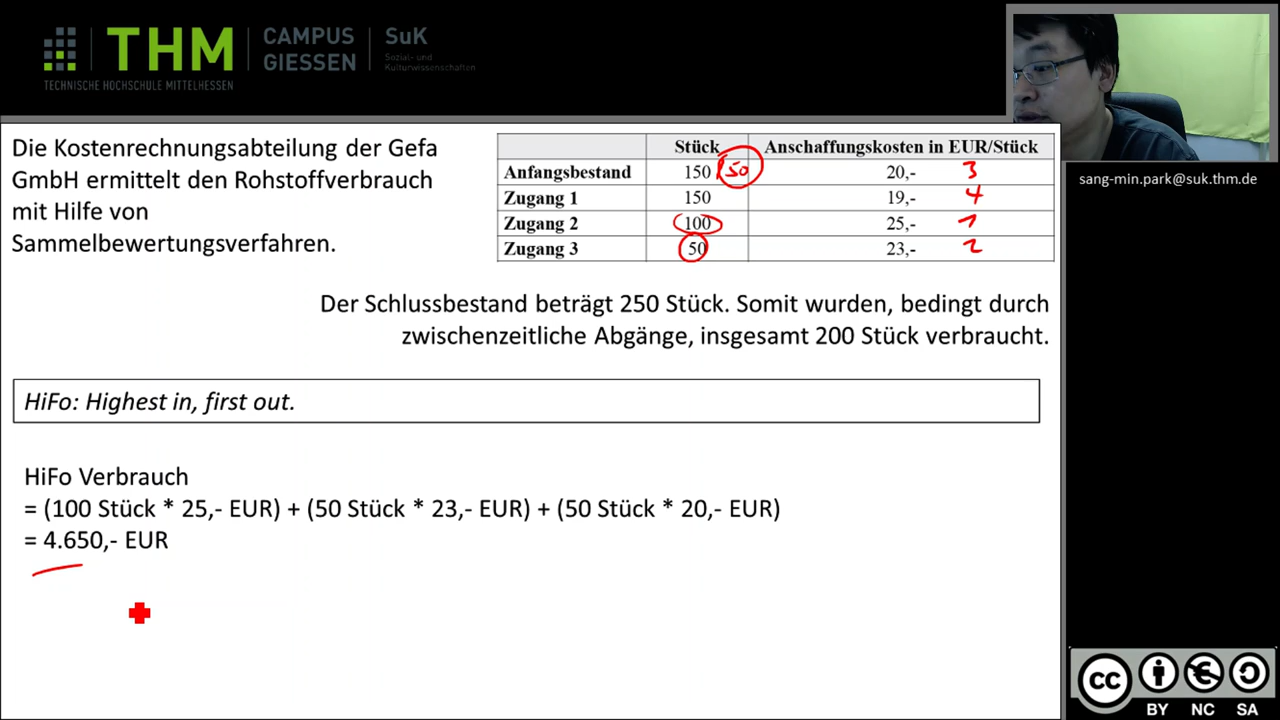 THM
CAMPUS
GIESSEN
SuK
Sozial- und
Kulturwissenschaften
TECHNISCHE HOCHSCHULE MITTELHESSEN
sang-min.park@suk.thm.de
Die Kostenrechnungsabteilung der Gefa
GmbH ermittelt den Rohstoffverbrauch
mit Hilfe von
Sammelbewertungsverfahren.
Stück Anschaffungskosten in EUR/Stück
Anfangsbestand 150 50 20,- 3
Zugang 1 150 19,- 4
Zugang 2 100 25,- 1
Zugang 3 50 23,- 2
Der Schlussbestand beträgt 250 Stück. Somit wurden, bedingt durch
zwischenzeitliche Abgänge, insgesamt 200 Stück verbraucht.
HiFo: Highest in, first out.
HiFo Verbrauch
= (100 Stück * 25,- EUR) + (50 Stück * 23,- EUR) + (50 Stück * 20,- EUR)
= 4.650,- EUR
CC
BY NC SA